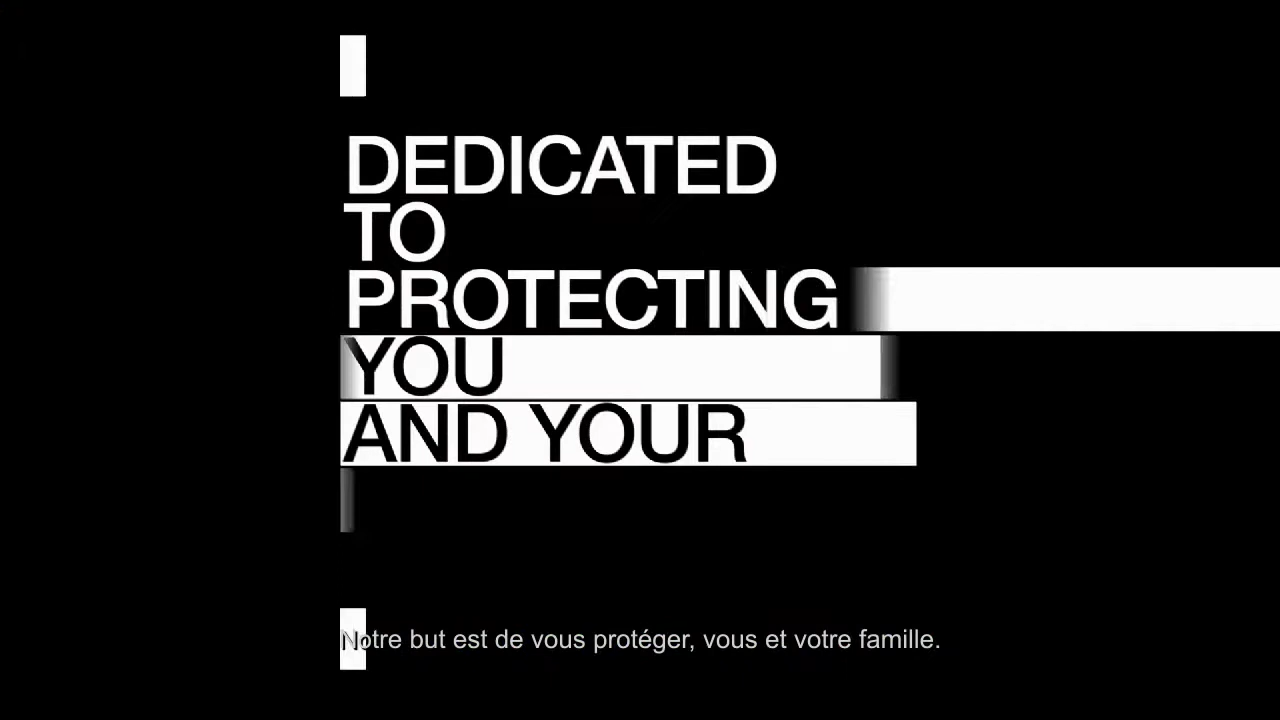 DEDICATED
TO
PROTECTING
YOU
AND YOUR
Notre but est de vous protéger, vous et votre famille.